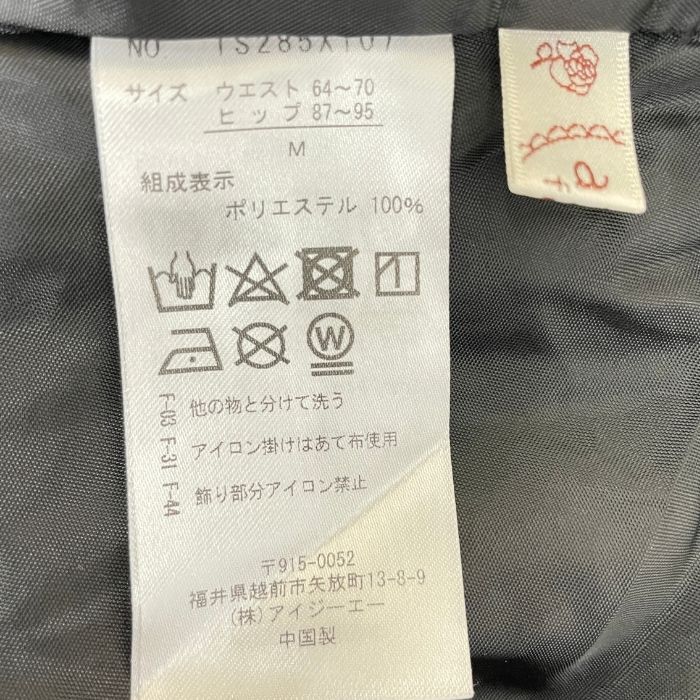 NO TS285X107
サイズ ウエスト 64～70
ヒップ 87～95
M
組成表示
ポリエステル 100%
W
F-03 他の物と分けて洗う
F-31 アイロン掛けはあて布使用
F-44 飾り部分アイロン禁止
〒915-0052
福井県越前市矢放町13-8-9
(株)アイジーエー
中国製
a